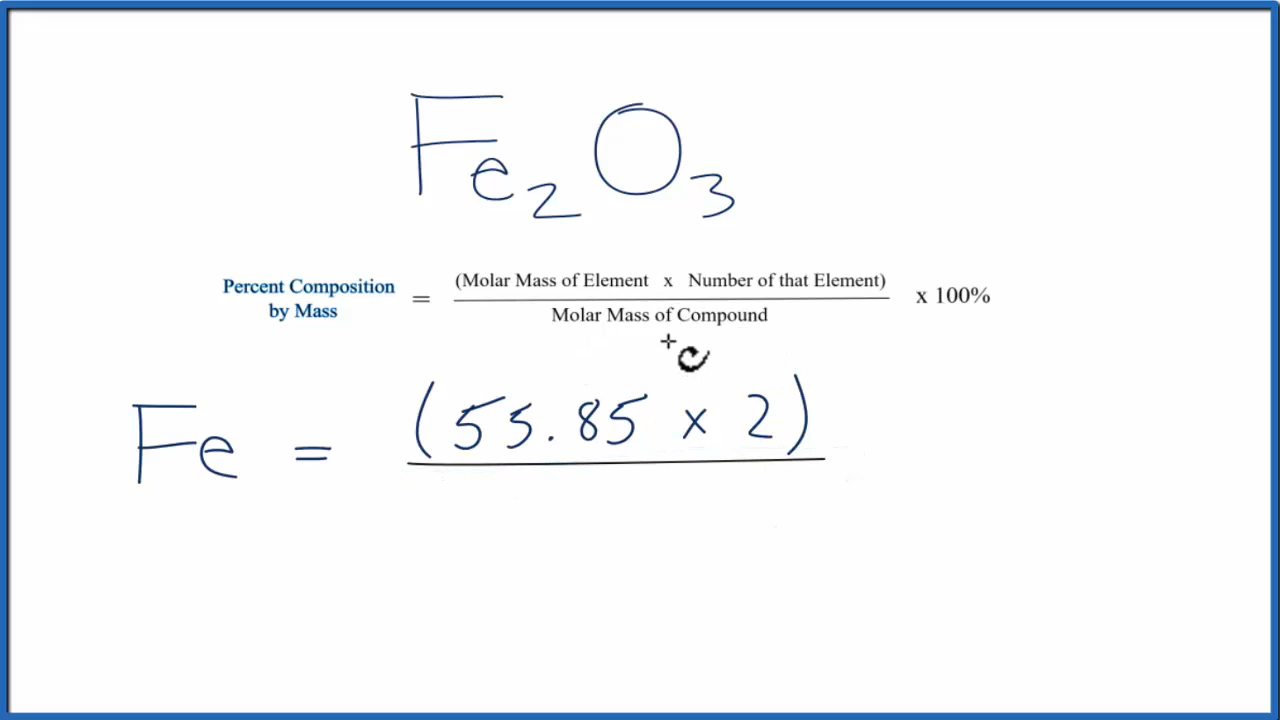 Fe₂O₃
Percent Composition by Mass = (Molar Mass of Element x Number of that Element) / Molar Mass of Compound x 100%
Fe = (55.85 x 2)